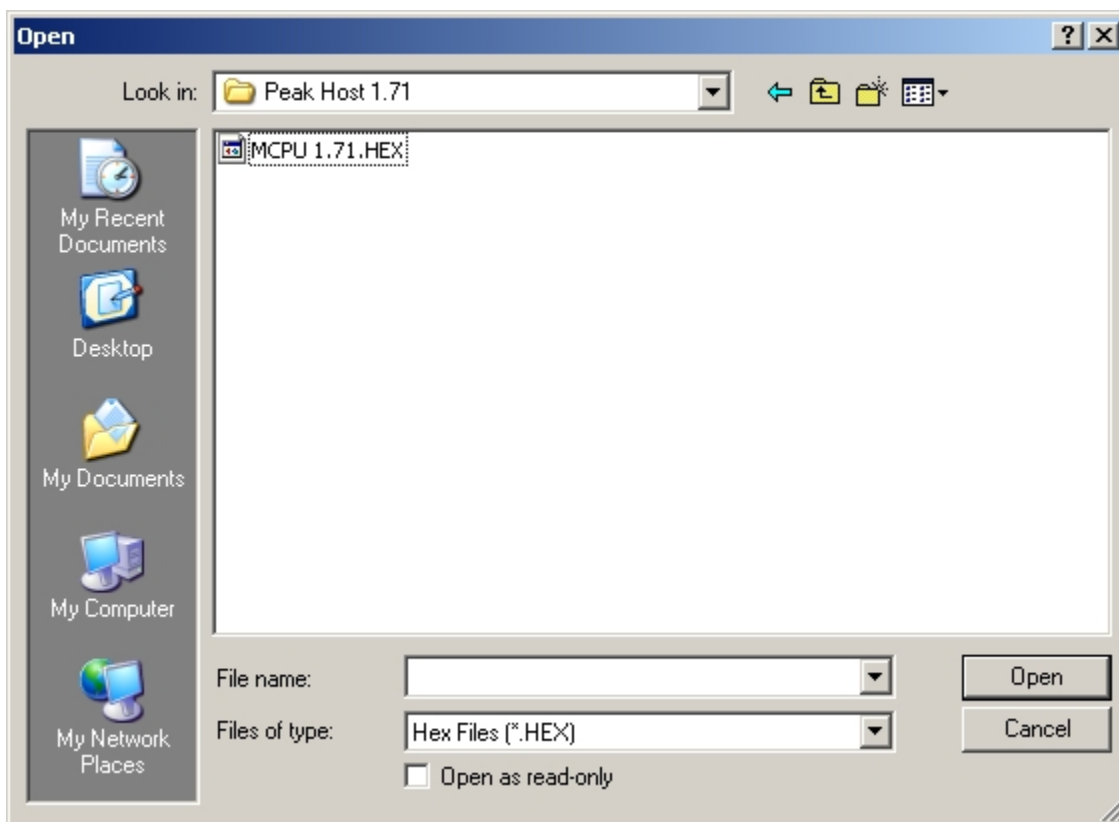 Open
Look in: Peak Host 1.71
MCPU 1.71.HEX
My Recent
Documents
Desktop
My Documents
My Computer
My Network
Places
File name:
Open
Files of type: Hex Files (*.HEX)
Cancel
Open as read-only